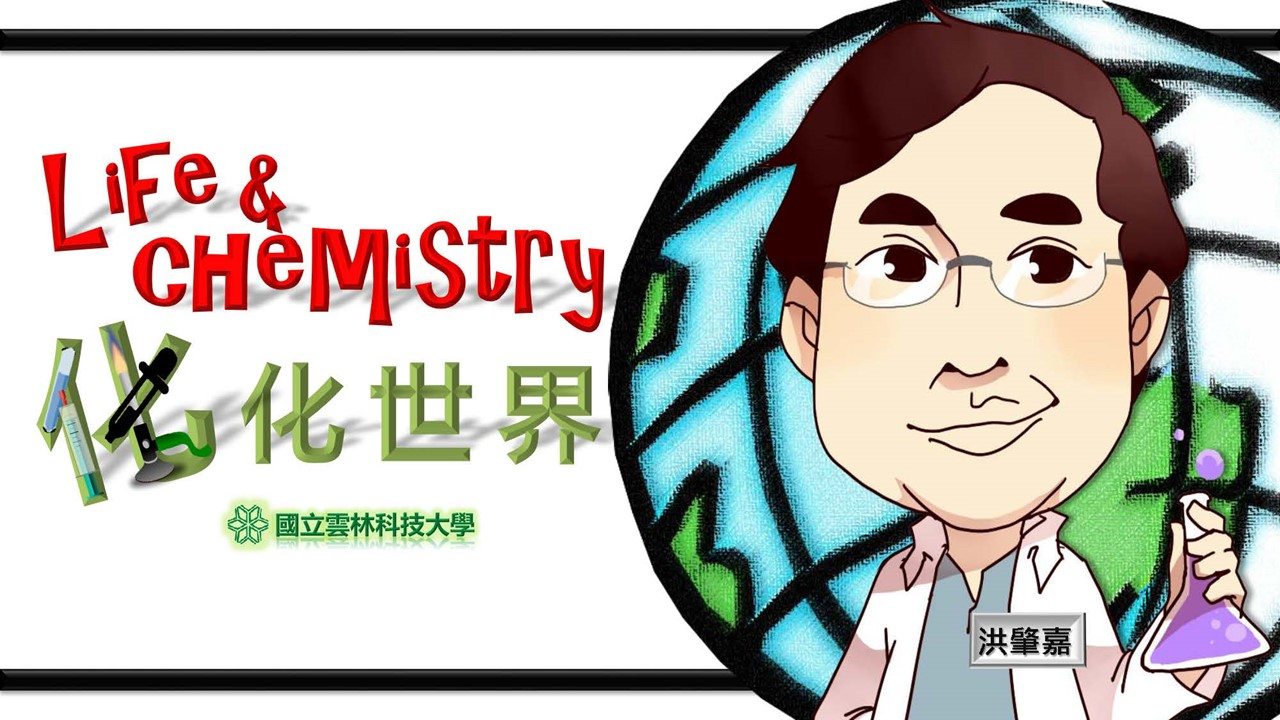 Life &
Chemistry
化化世界
國立雲林科技大學
洪肇嘉